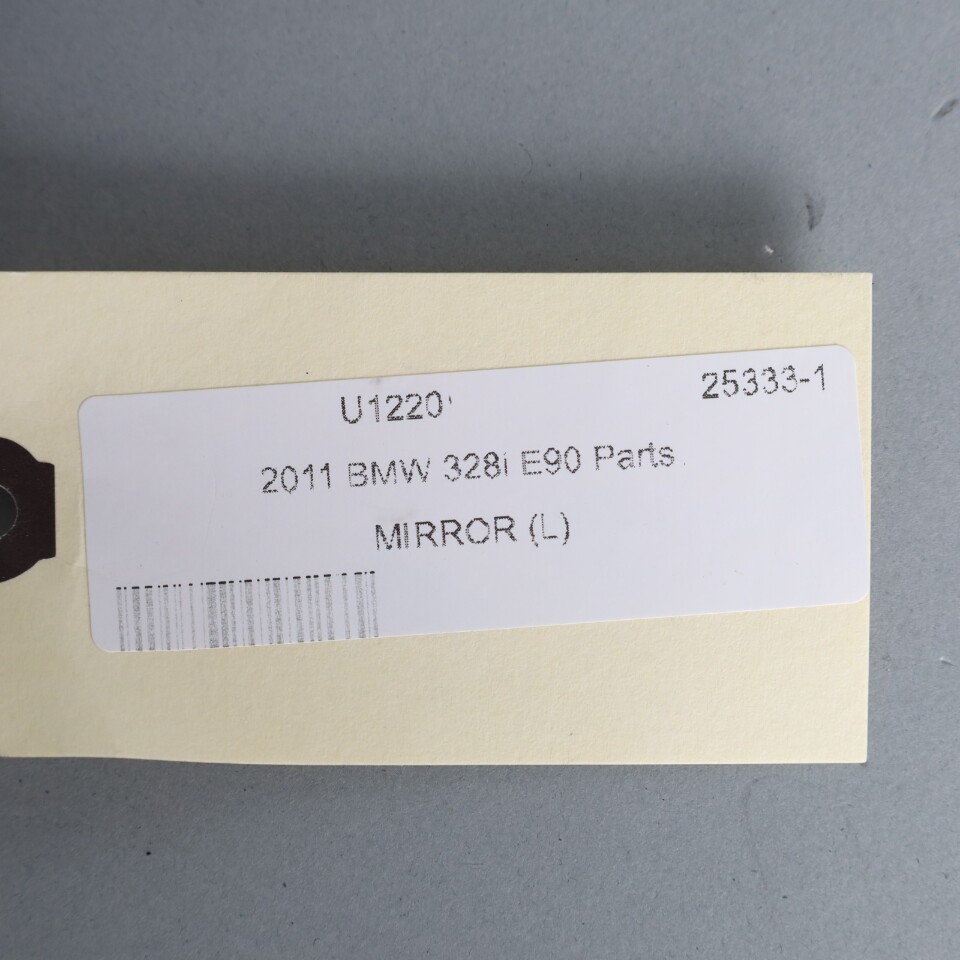 U1220 25333-1
2011 BMW 328i E90 Parts
MIRROR (L)